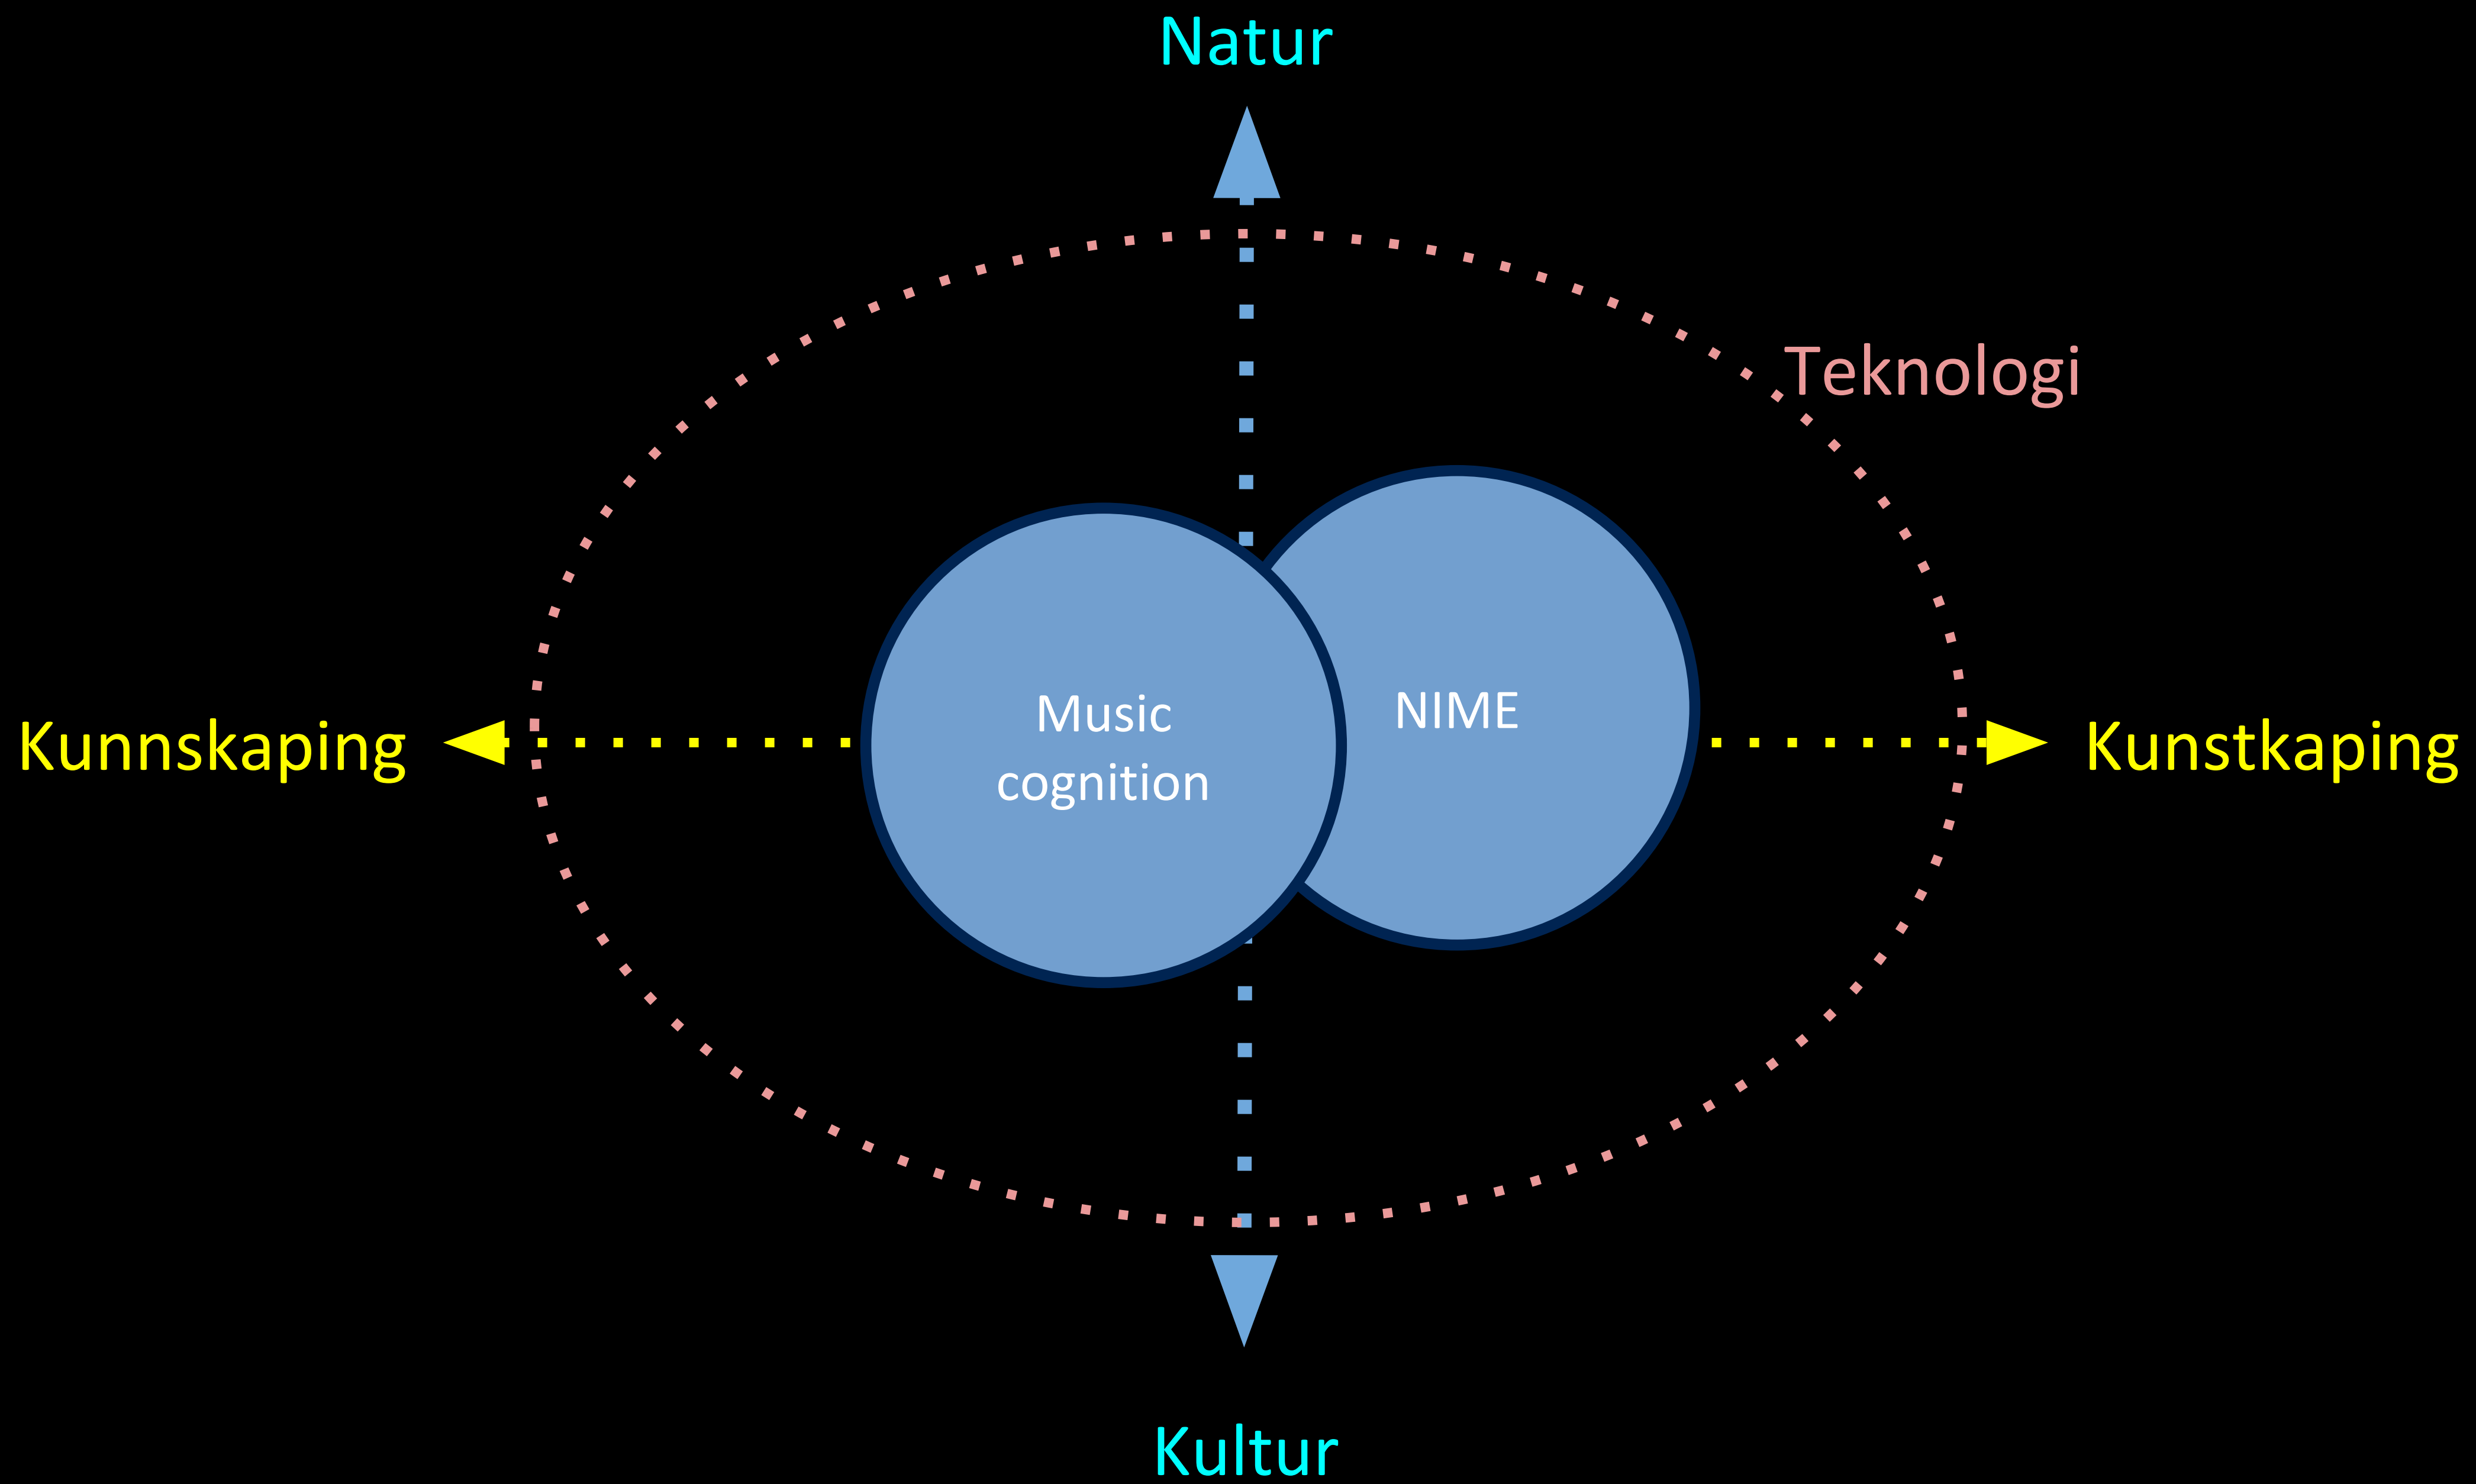 Natur
Teknologi
Music
cognition
NIME
Kunnskaping
Kunstkaping
Kultur